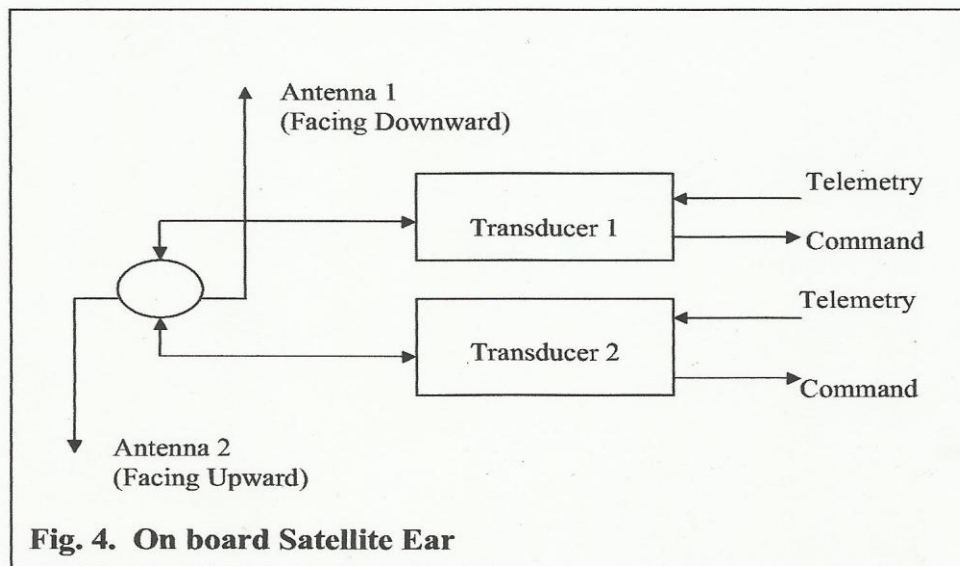 Antenna 1
(Facing Downward)
Telemetry
Transducer 1
Command
Telemetry
Transducer 2
Command
Antenna 2
(Facing Upward)
Fig. 4. On board Satellite Ear